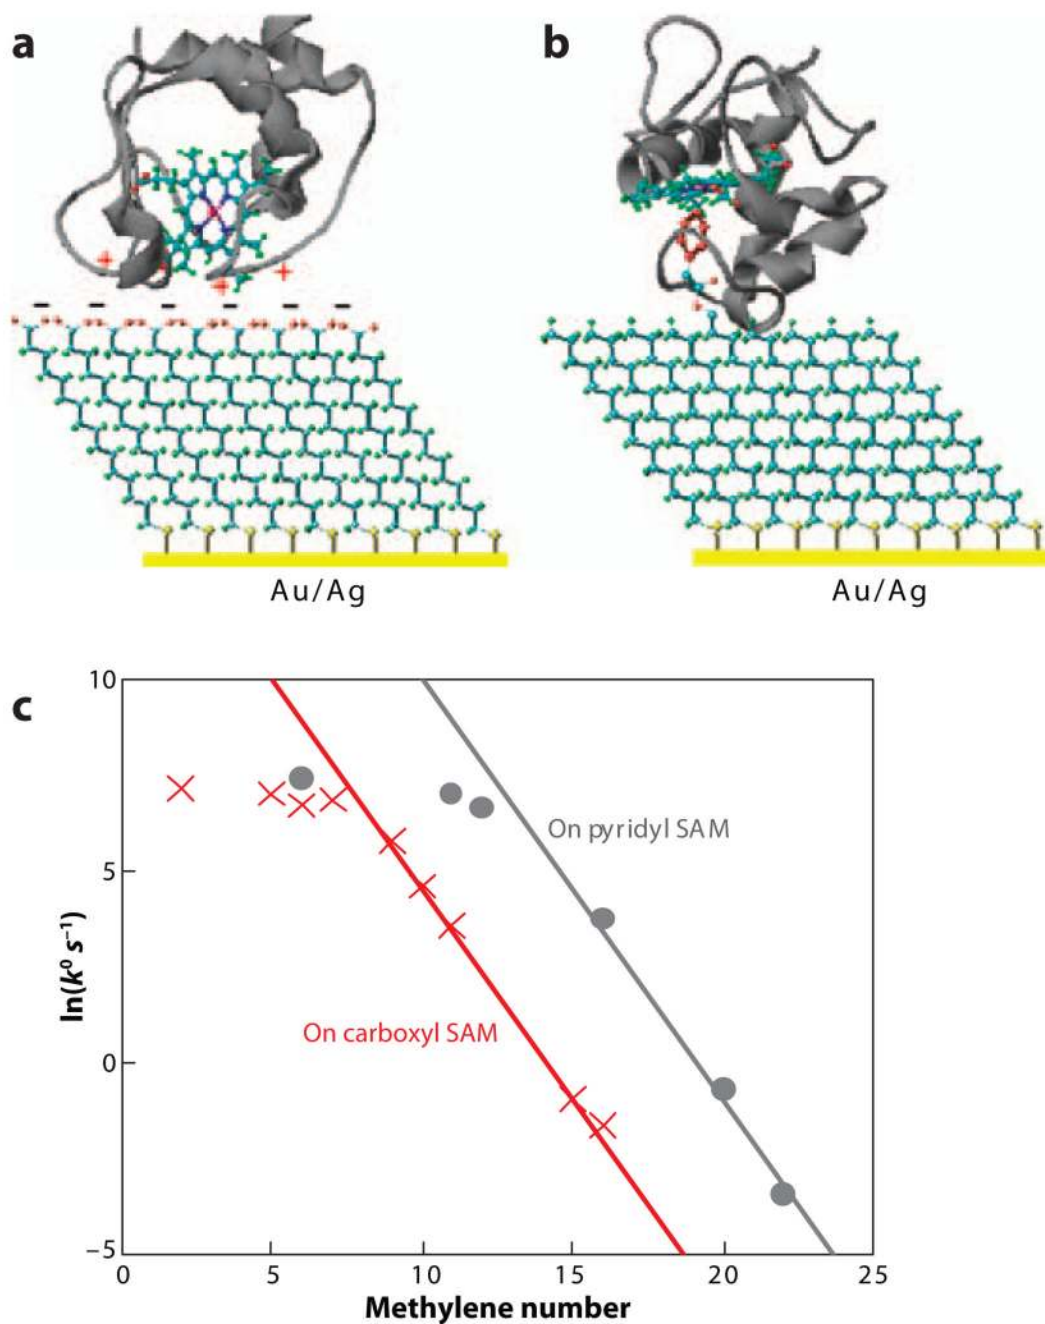 a
b
Au/Ag
Au/Ag
c
10
5
0
−5
ln(k⁰ s⁻¹)
On pyridyl SAM
On carboxyl SAM
0 5 10 15 20 25
Methylene number